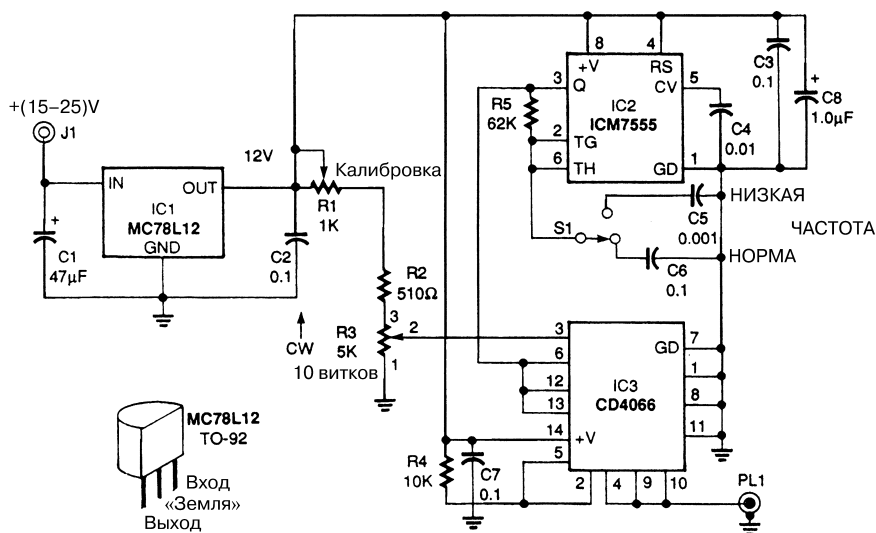 +(15–25)V
J1
IN
OUT
IC1
MC78L12
GND
+
C1
47µF
12V
Калибровка
R1
1K
C2
0.1
R2
510Ω
R3
5K
10 витков
3
2
1
CW
MC78L12
TO-92
Вход
«Земля»
Выход
8
4
+V
RS
3
Q
CV
5
IC2
ICM7555
R5
62K
2
TG
6
TH
GD
1
C4
0.01
C3
0.1
+
C8
1.0µF
НИЗКАЯ
C5
0.001
ЧАСТОТА
S1
C6
0.1
НОРМА
3
6
12
13
14
+V
5
GD
7
1
8
11
IC3
CD4066
2
4
9
10
R4
10K
C7
0.1
PL1